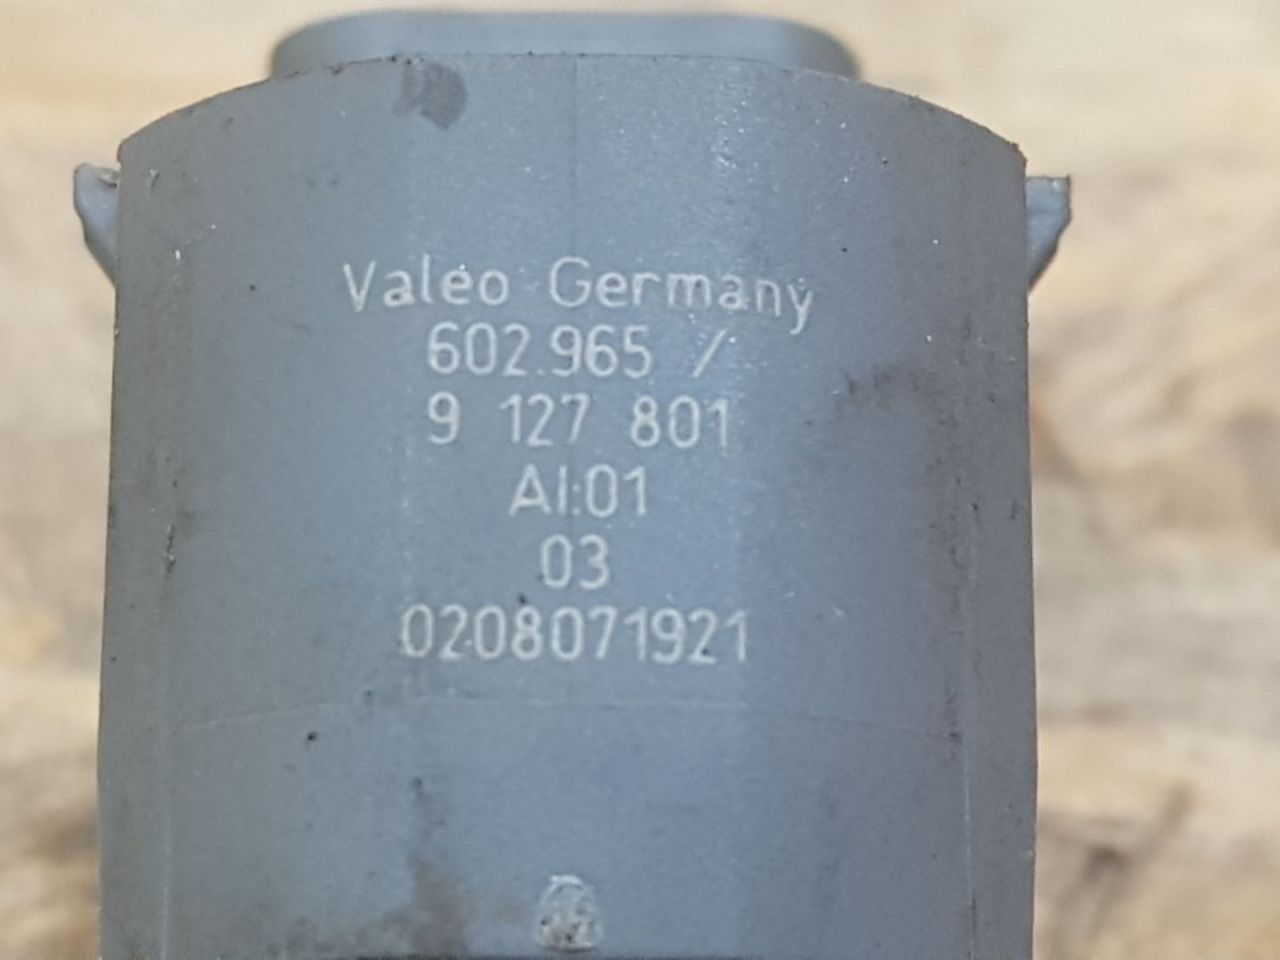 Valeo Germany
602.965 /
9 127 801
AI:01
03
0208071921